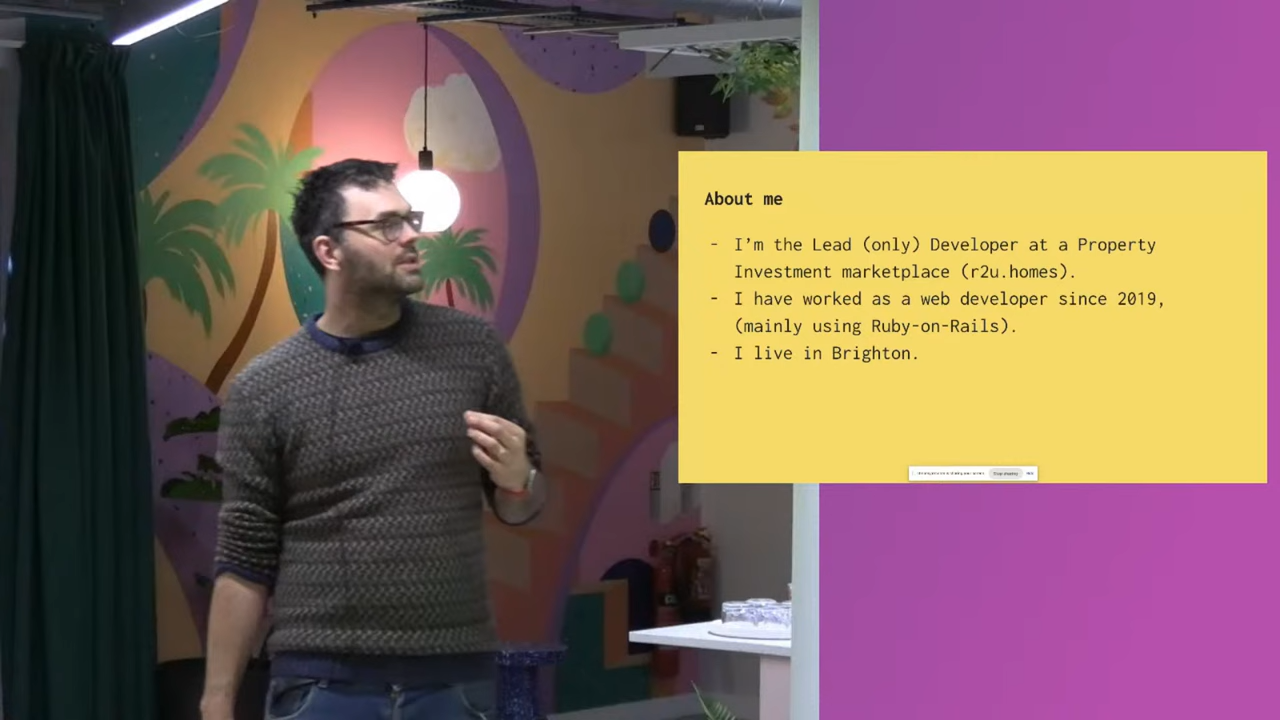 About me
- I’m the Lead (only) Developer at a Property
Investment marketplace (r2u.homes).
- I have worked as a web developer since 2019,
(mainly using Ruby-on-Rails).
- I live in Brighton.